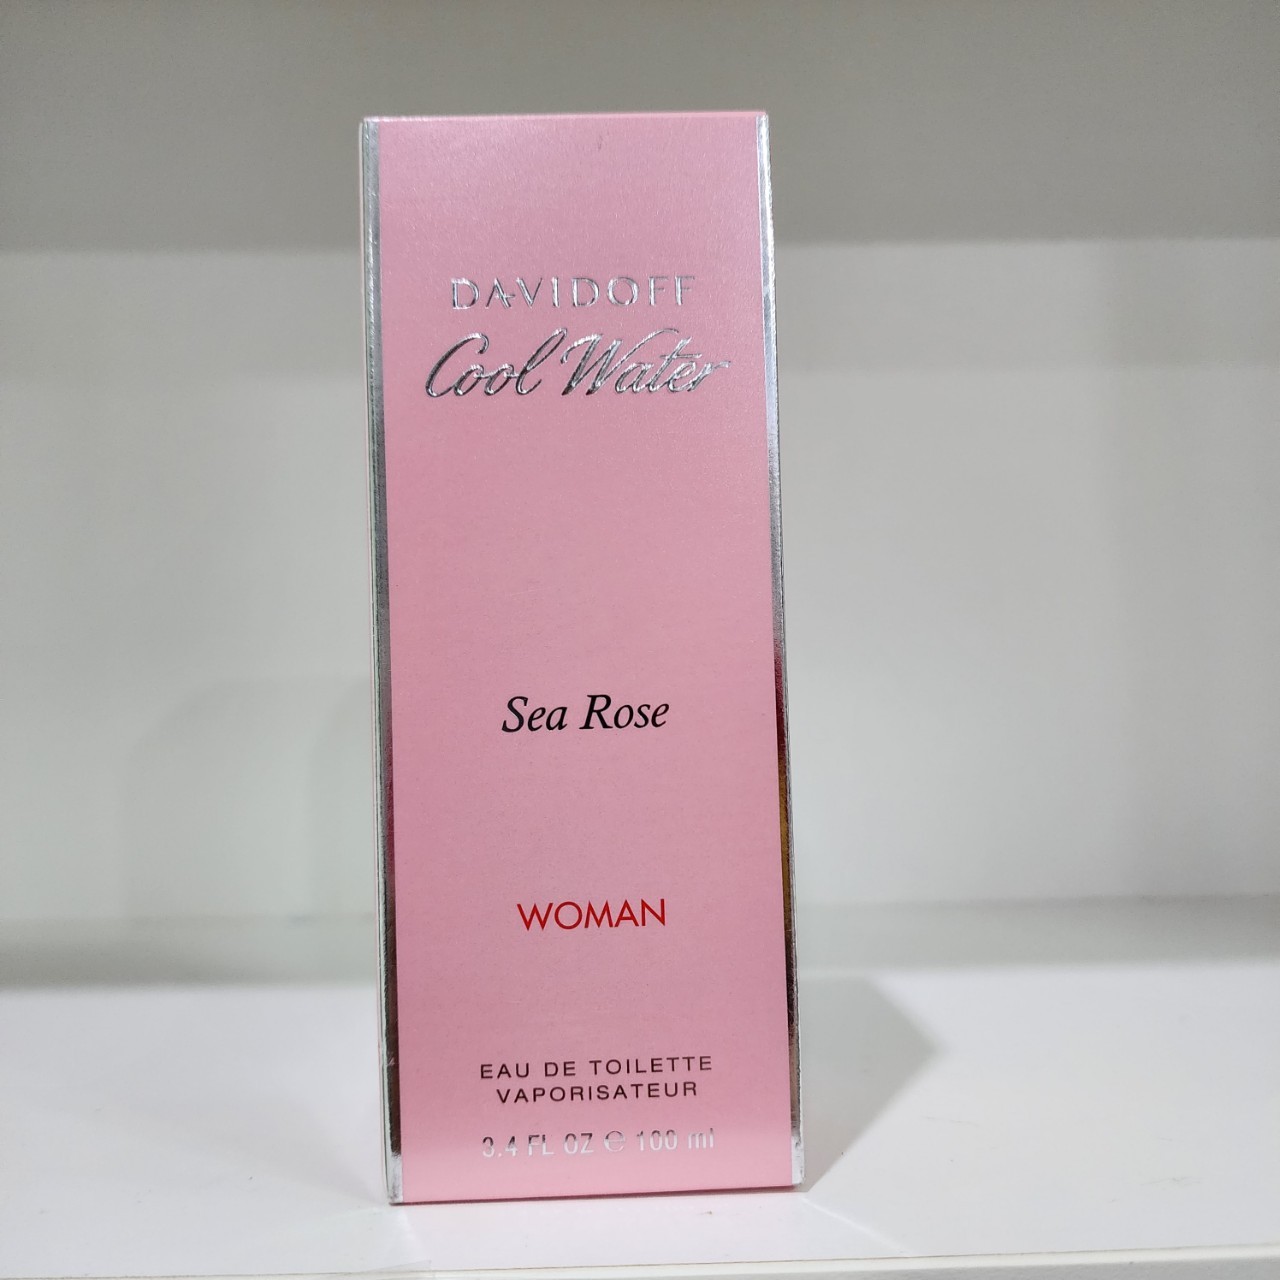 DAVIDOFF
Cool Water
Sea Rose
WOMAN
EAU DE TOILETTE
VAPORISATEUR
3.4 FL OZ ℮ 100 ml